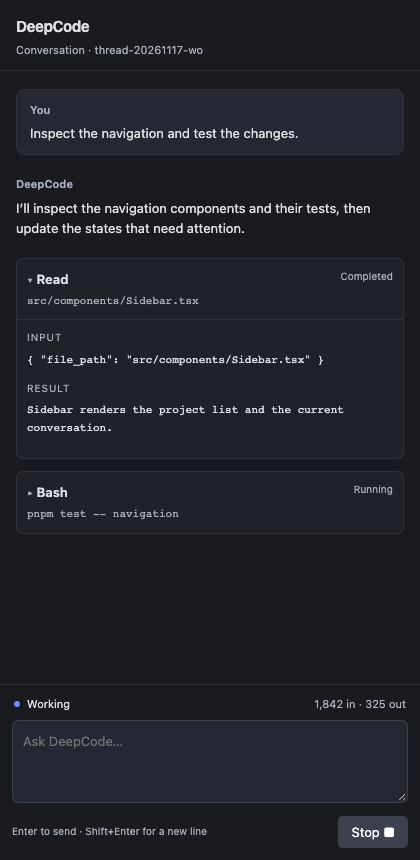 DeepCode
Conversation · thread-20261117-wo
You
Inspect the navigation and test the changes.
DeepCode
I’ll inspect the navigation components and their tests, then
update the states that need attention.
Read
Completed
src/components/Sidebar.tsx
INPUT
{ "file_path": "src/components/Sidebar.tsx" }
RESULT
Sidebar renders the project list and the current
conversation.
Bash
Running
pnpm test -- navigation
Working
1,842 in · 325 out
Ask DeepCode...
Enter to send · Shift+Enter for a new line
Stop